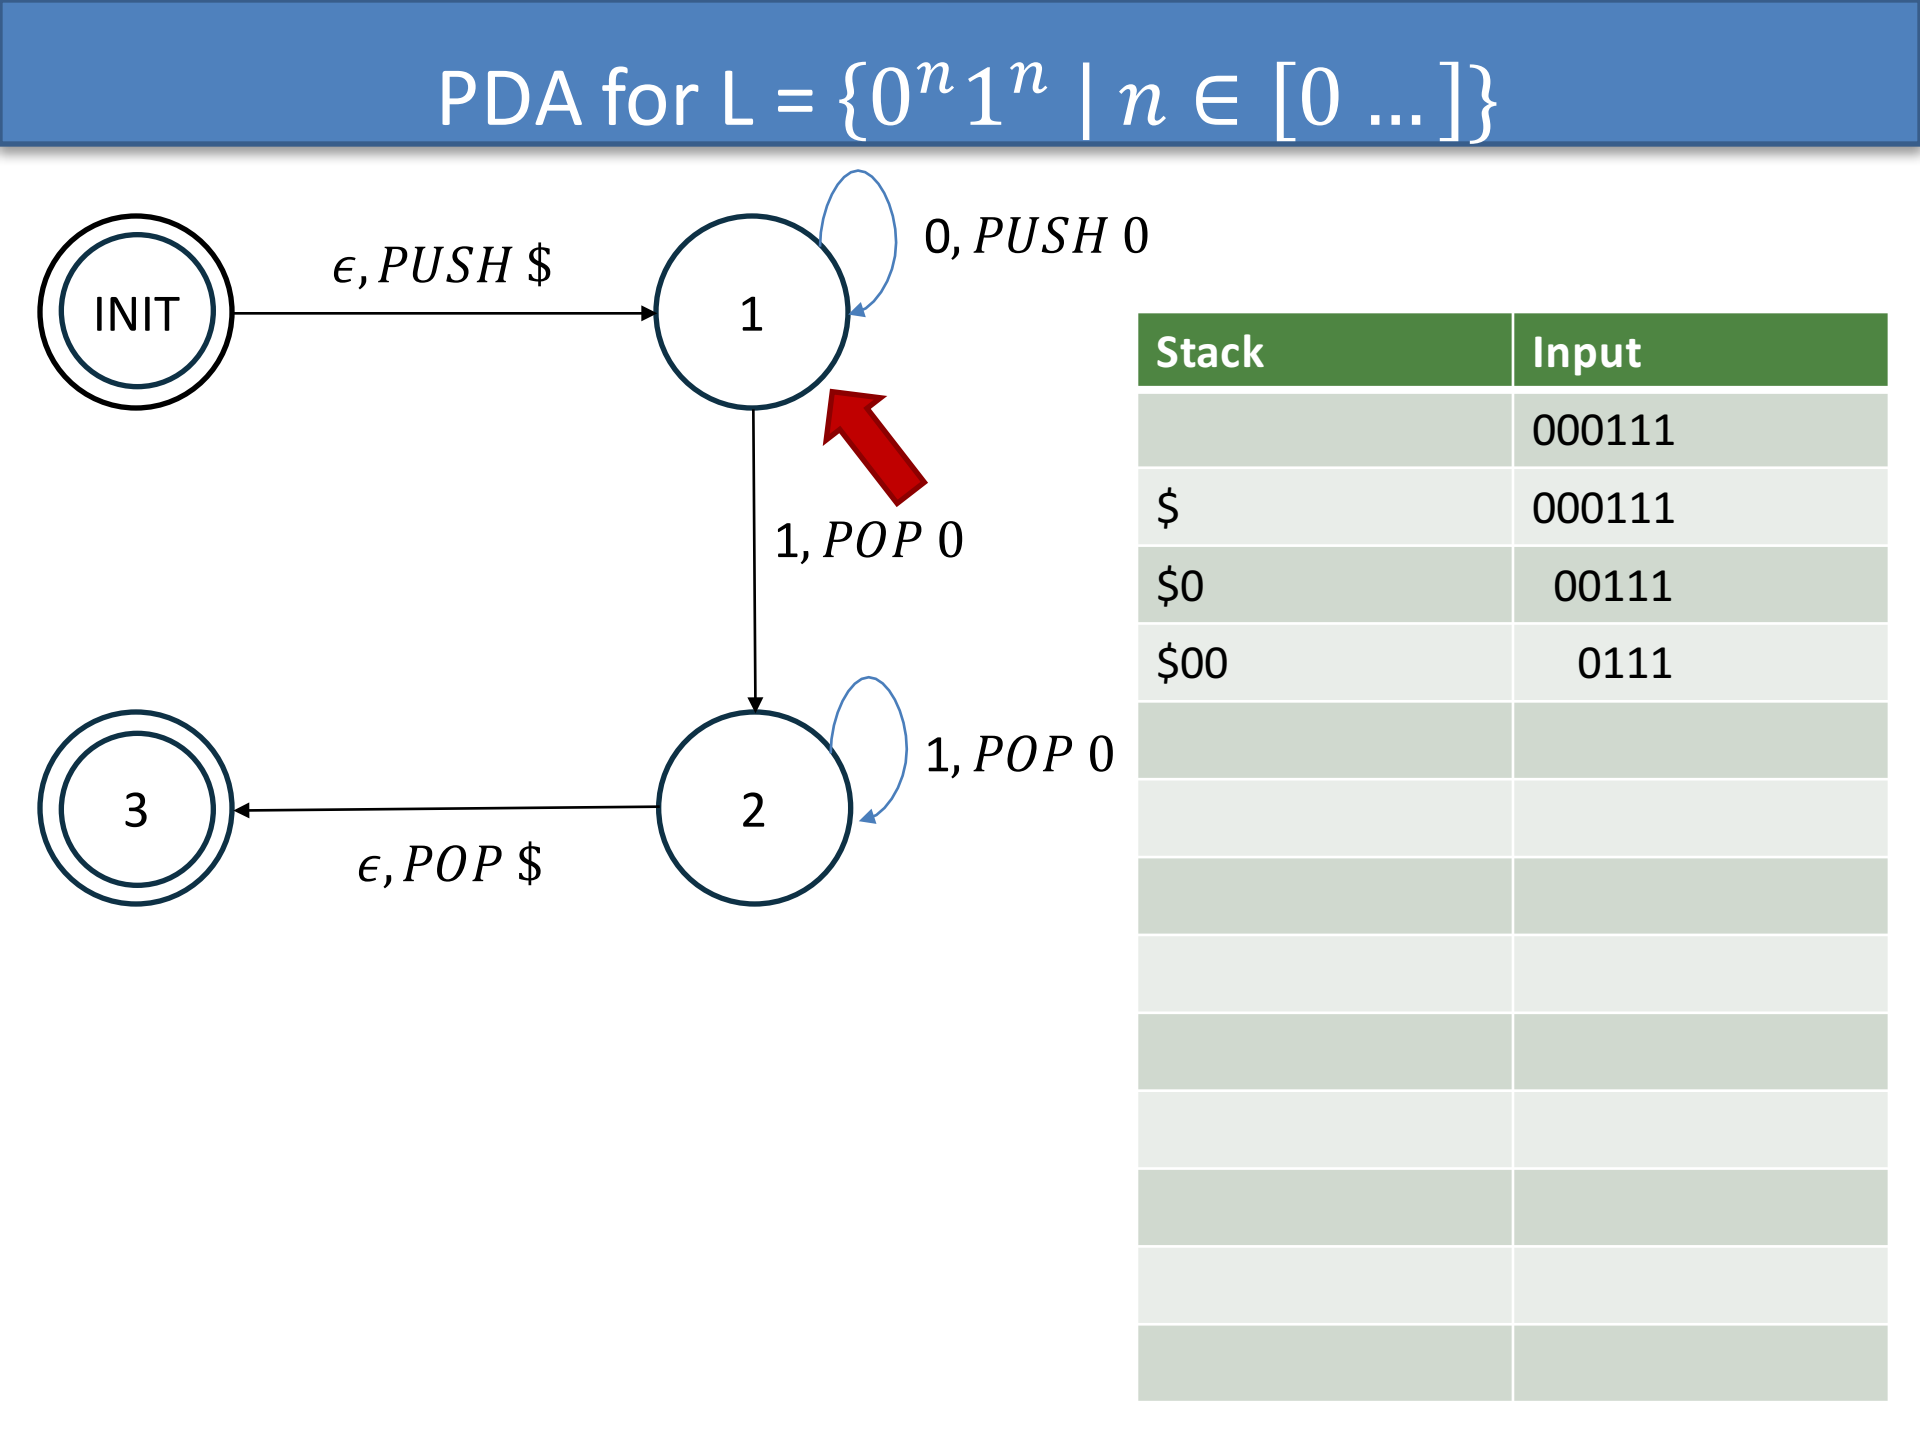 PDA for L = {0ⁿ1ⁿ | n ∈ [0 … ]}
INIT
ϵ, PUSH $
1
0, PUSH 0
1, POP 0
2
1, POP 0
ϵ, POP $
3
Stack Input
000111
$ 000111
$0 00111
$00 0111